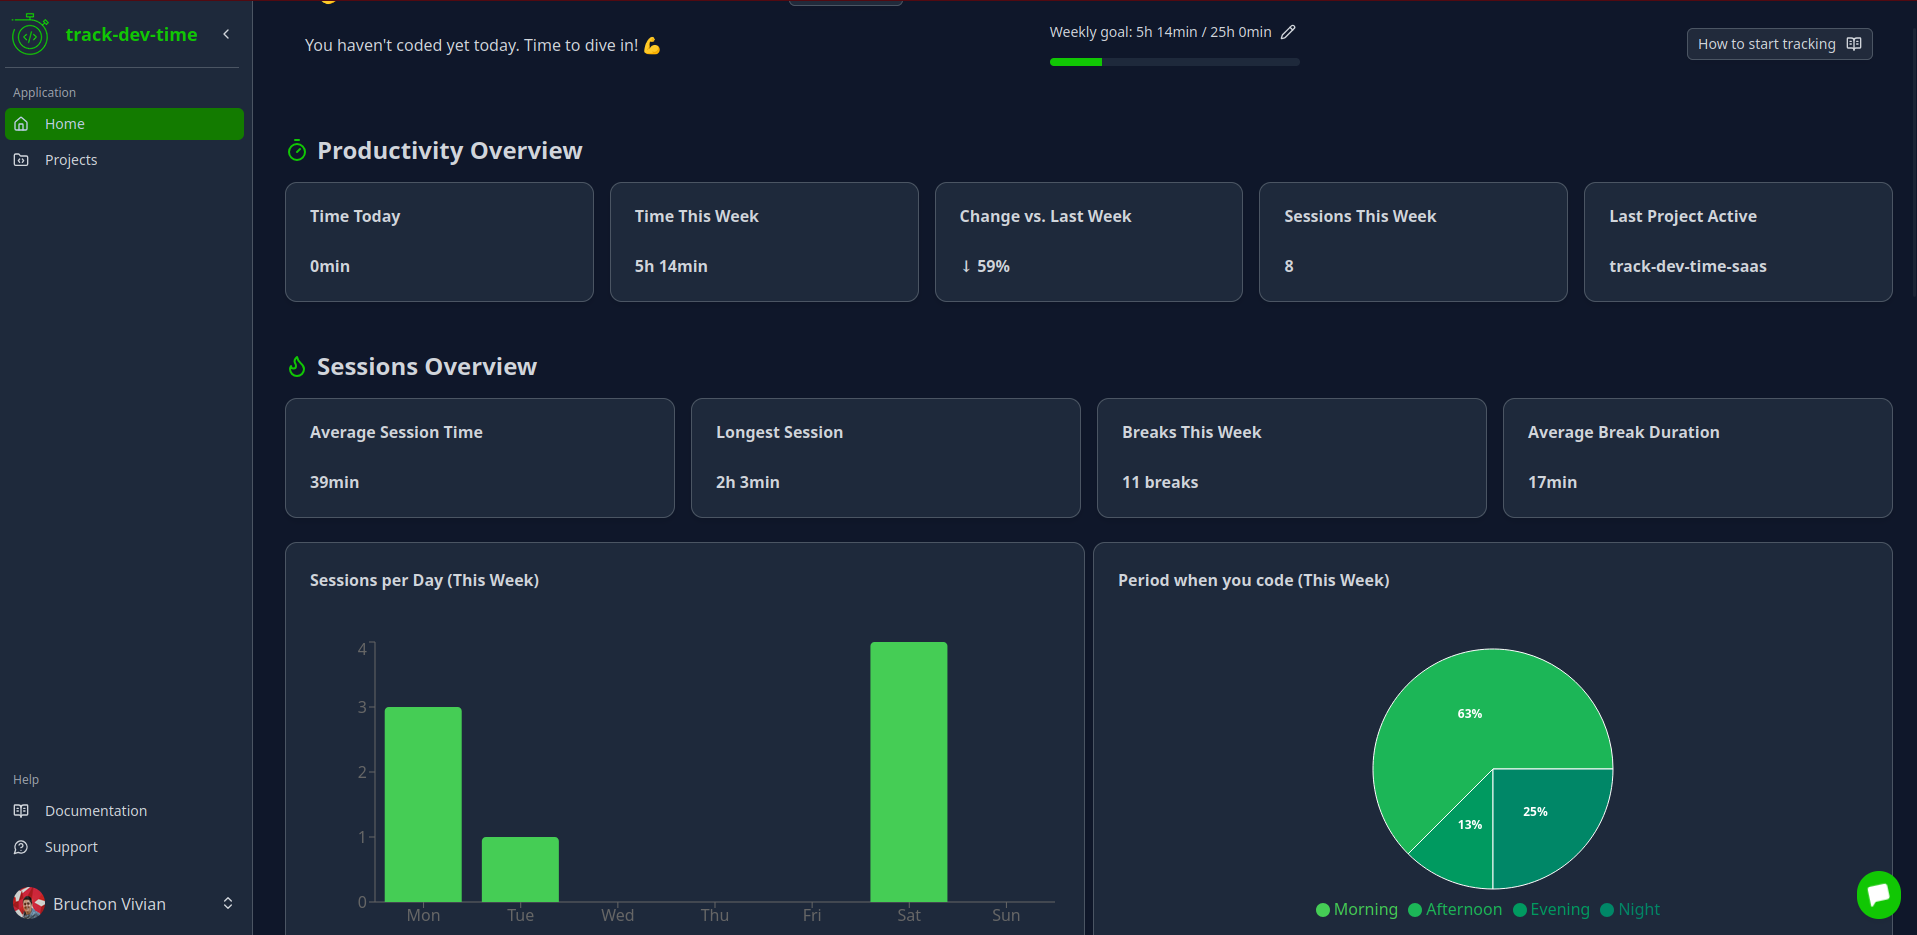 track-dev-time
Application
Home
Projects
Help
Documentation
Support
Bruchon Vivian
You haven't coded yet today. Time to dive in! 💪
Weekly goal: 5h 14min / 25h 0min
How to start tracking
Productivity Overview
Time Today
0min
Time This Week
5h 14min
Change vs. Last Week
↓ 59%
Sessions This Week
8
Last Project Active
track-dev-time-saas
Sessions Overview
Average Session Time
39min
Longest Session
2h 3min
Breaks This Week
11 breaks
Average Break Duration
17min
Sessions per Day (This Week)
4
3
2
1
0
Mon Tue Wed Thu Fri Sat Sun
Period when you code (This Week)
63%
13%
25%
Morning Afternoon Evening Night